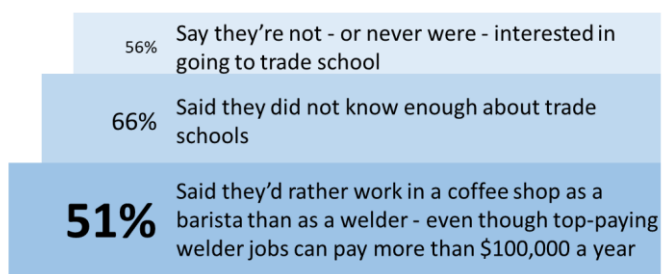 56% Say they're not - or never were - interested in
going to trade school
66% Said they did not know enough about trade
schools
51% Said they'd rather work in a coffee shop as a
barista than as a welder - even though top-paying
welder jobs can pay more than $100,000 a year